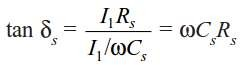 tan δₛ = I₁Rₛ / (I₁/ωCₛ) = ωCₛRₛ